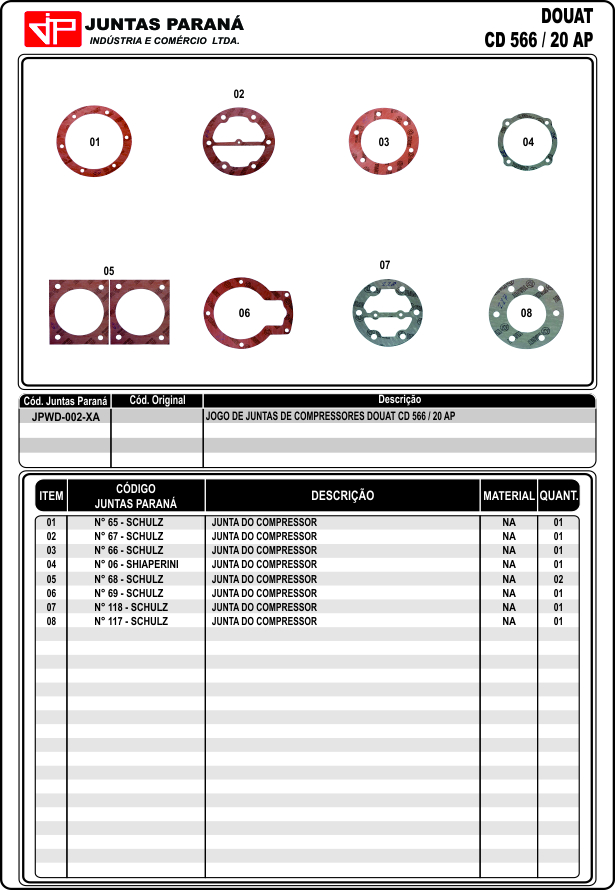 JP JUNTAS PARANÁ
INDÚSTRIA E COMÉRCIO LTDA.
DOUAT
CD 566 / 20 AP
02
01
03
04
05
07
06
08
Cód. Juntas Paraná Cód. Original Descrição
JPWD-002-XA JOGO DE JUNTAS DE COMPRESSORES DOUAT CD 566 / 20 AP
ITEM CÓDIGO JUNTAS PARANÁ DESCRIÇÃO MATERIAL QUANT.
01 N° 65 - SCHULZ JUNTA DO COMPRESSOR NA 01
02 N° 67 - SCHULZ JUNTA DO COMPRESSOR NA 01
03 N° 66 - SCHULZ JUNTA DO COMPRESSOR NA 01
04 N° 06 - SHIAPERINI JUNTA DO COMPRESSOR NA 01
05 N° 68 - SCHULZ JUNTA DO COMPRESSOR NA 02
06 N° 69 - SCHULZ JUNTA DO COMPRESSOR NA 01
07 N° 118 - SCHULZ JUNTA DO COMPRESSOR NA 01
08 N° 117 - SCHULZ JUNTA DO COMPRESSOR NA 01